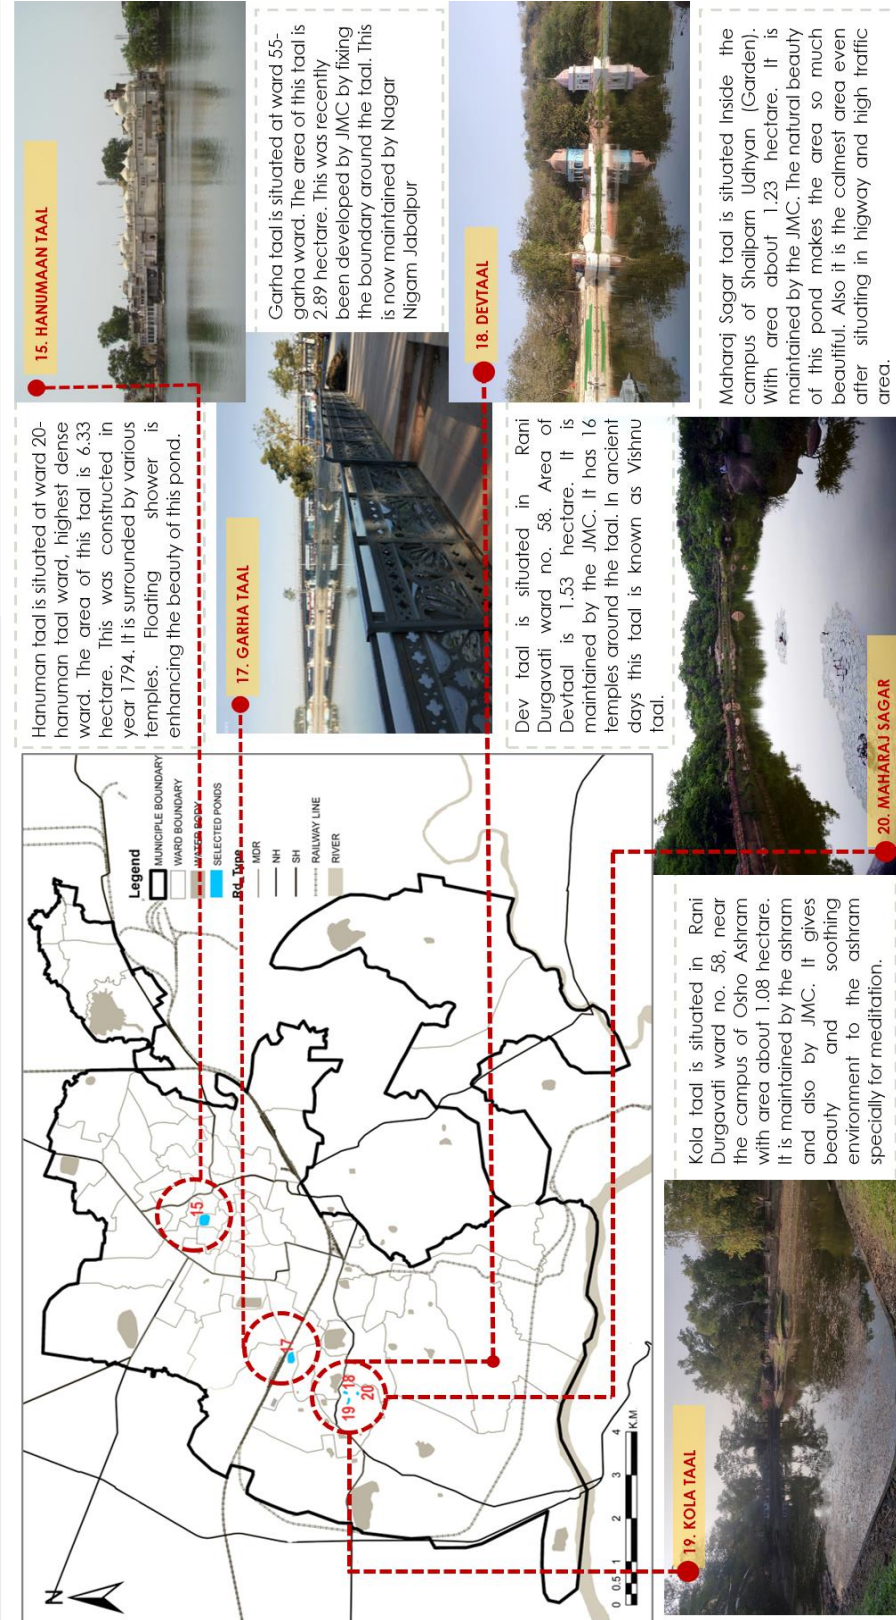 15. HANUMAAN TAAL
Hanuman taal is situated at ward 20-
hanuman taal ward, highest dense
ward. The area of this taal is 6.33
hectare. This was constructed in
year 1794. It is surrounded by various
temples. Floating shower is
enhancing the beauty of this pond.
17. GARHA TAAL
Garha taal is situated at ward 55-
garha ward. The area of this taal is
2.89 hectare. This was recently
been developed by JMC by fixing
the boundary around the taal. This
is now maintained by Nagar
Nigam Jabalpur
18. DEVTAAL
Dev taal is situated in Rani
Durgavati ward no. 58. Area of
Devtaal is 1.53 hectare. It is
maintained by the JMC. It has 16
temples around the taal. In ancient
days this taal is known as Vishnu
taal.
19. KOLA TAAL
Kola taal is situated in Rani
Durgavati ward no. 58, near
the campus of Osho Ashram
with area about 1.08 hectare.
It is maintained by the ashram
and also by JMC. It gives
beauty and soothing
environment to the ashram
specially for meditation.
20. MAHARAJ SAGAR
Maharaj Sagar taal is situated Inside the
campus of Shailparn Udhyan (Garden).
With area about 1.23 hectare. It is
maintained by the JMC. The natural beauty
of this pond makes the area so much
beautiful. Also it is the calmest area even
after situating in higway and high traffic
area.
N
Legend
MUNICIPLE BOUNDARY
WARD BOUNDARY
WATER BODY
SELECTED PONDS
Rd_Type
MDR
NH
SH
RAILWAY LINE
RIVER
15
17
19
18
20
0 0.5 1 2 3 4
K.M